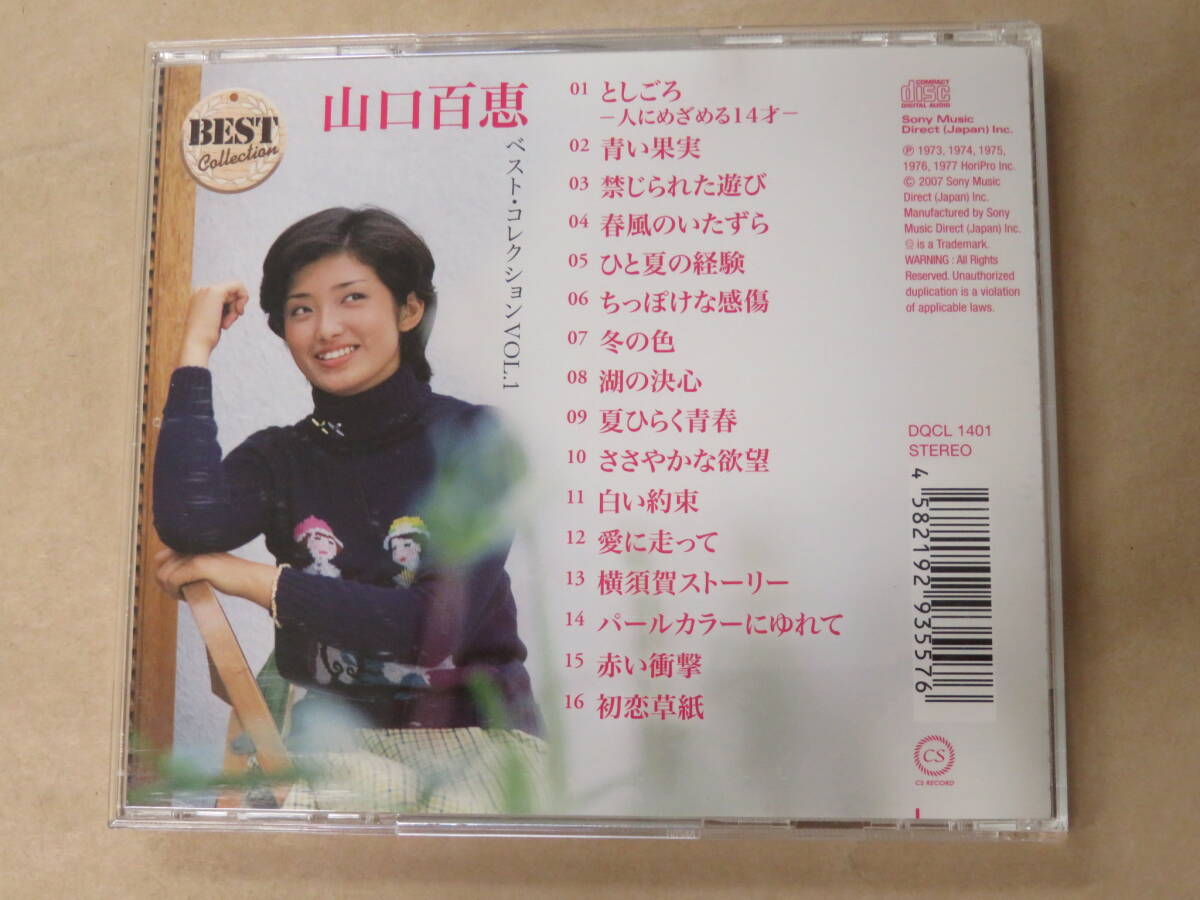 BEST
Collection
山口百恵
ベスト・コレクションVOL.1
01 としごろ
－人にめざめる14才－
02 青い果実
03 禁じられた遊び
04 春風のいたずら
05 ひと夏の経験
06 ちっぽけな感傷
07 冬の色
08 湖の決心
09 夏ひらく青春
10 ささやかな欲望
11 白い約束
12 愛に走って
13 横須賀ストーリー
14 パールカラーにゆれて
15 赤い衝撃
16 初恋草紙
COMPACT
disc
DIGITAL AUDIO
Sony Music
Direct (Japan) Inc.
℗ 1973, 1974, 1975,
1976, 1977 HoriPro Inc.
© 2007 Sony Music
Direct (Japan) Inc.
Manufactured by Sony
Music Direct (Japan) Inc.
is a Trademark.
WARNING : All Rights
Reserved. Unauthorized
duplication is a violation
of applicable laws.
DQCL 1401
STEREO
4 582192 935576
CS
CS RECORD